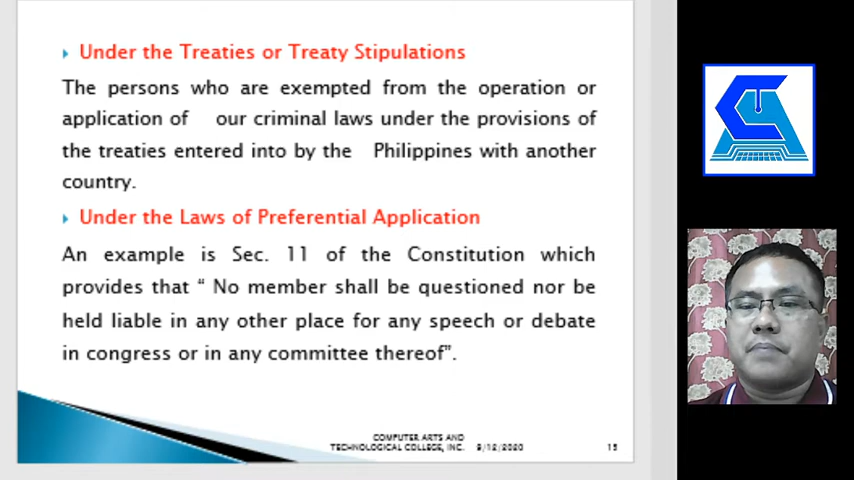 Under the Treaties or Treaty Stipulations
The persons who are exempted from the operation or
application of our criminal laws under the provisions of
the treaties entered into by the Philippines with another
country.
Under the Laws of Preferential Application
An example is Sec. 11 of the Constitution which
provides that “ No member shall be questioned nor be
held liable in any other place for any speech or debate
in congress or in any committee thereof”.
COMPUTER ARTS AND
TECHNOLOGICAL COLLEGE, INC. 9/12/2020
15